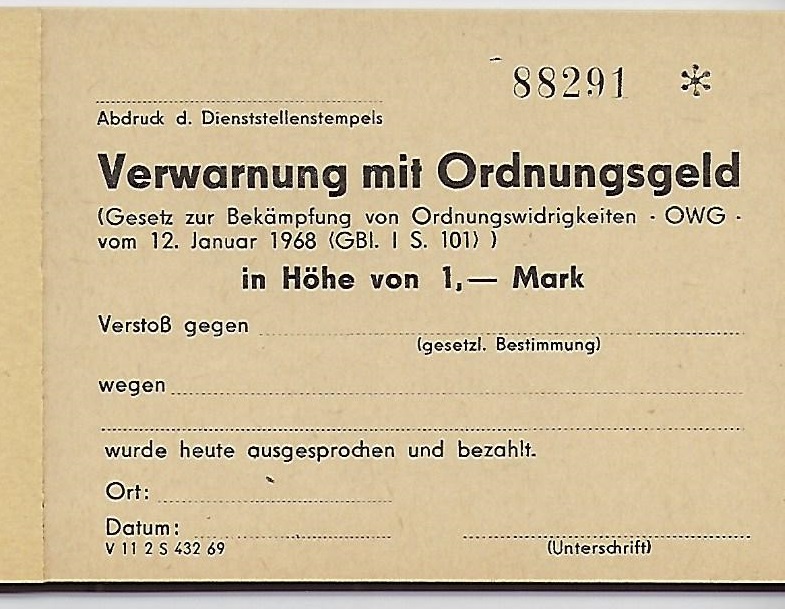 88291 *
Abdruck d. Dienststellenstempels
Verwarnung mit Ordnungsgeld
(Gesetz zur Bekämpfung von Ordnungswidrigkeiten - OWG -
vom 12. Januar 1968 (GBl. I S. 101) )
in Höhe von 1,— Mark
Verstoß gegen
(gesetzl. Bestimmung)
wegen
wurde heute ausgesprochen und bezahlt.
Ort:
Datum:
V 11 2 S 432 69
(Unterschrift)